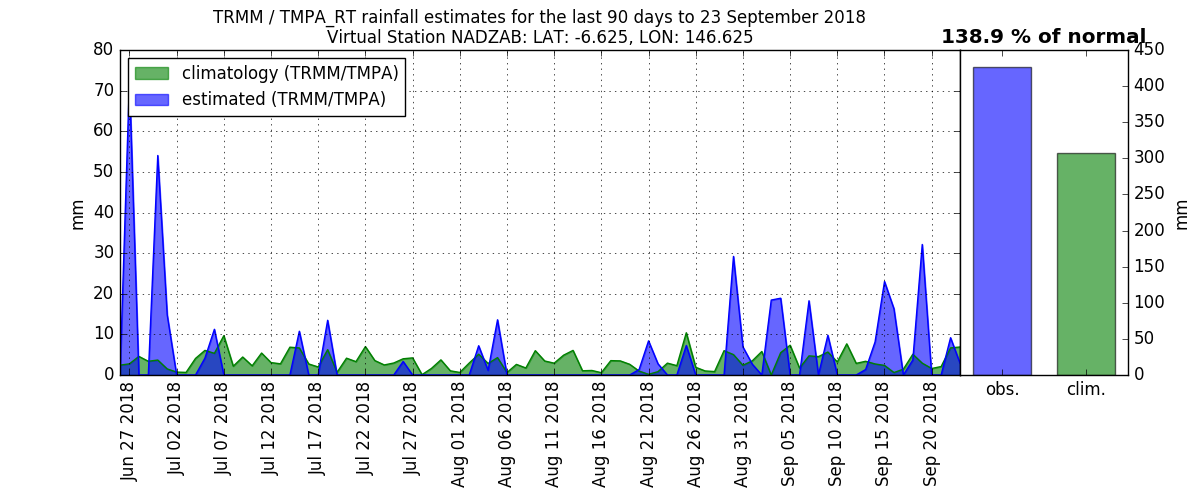 TRMM / TMPA_RT rainfall estimates for the last 90 days to 23 September 2018
Virtual Station NADZAB: LAT: -6.625, LON: 146.625
138.9 % of normal
climatology (TRMM/TMPA)
estimated (TRMM/TMPA)
mm
80
70
60
50
40
30
20
10
0
Jun 27 2018
Jul 02 2018
Jul 07 2018
Jul 12 2018
Jul 17 2018
Jul 22 2018
Jul 27 2018
Aug 01 2018
Aug 06 2018
Aug 11 2018
Aug 16 2018
Aug 21 2018
Aug 26 2018
Aug 31 2018
Sep 05 2018
Sep 10 2018
Sep 15 2018
Sep 20 2018
obs.
clim.
450
400
350
300
250
200
150
100
50
0
mm